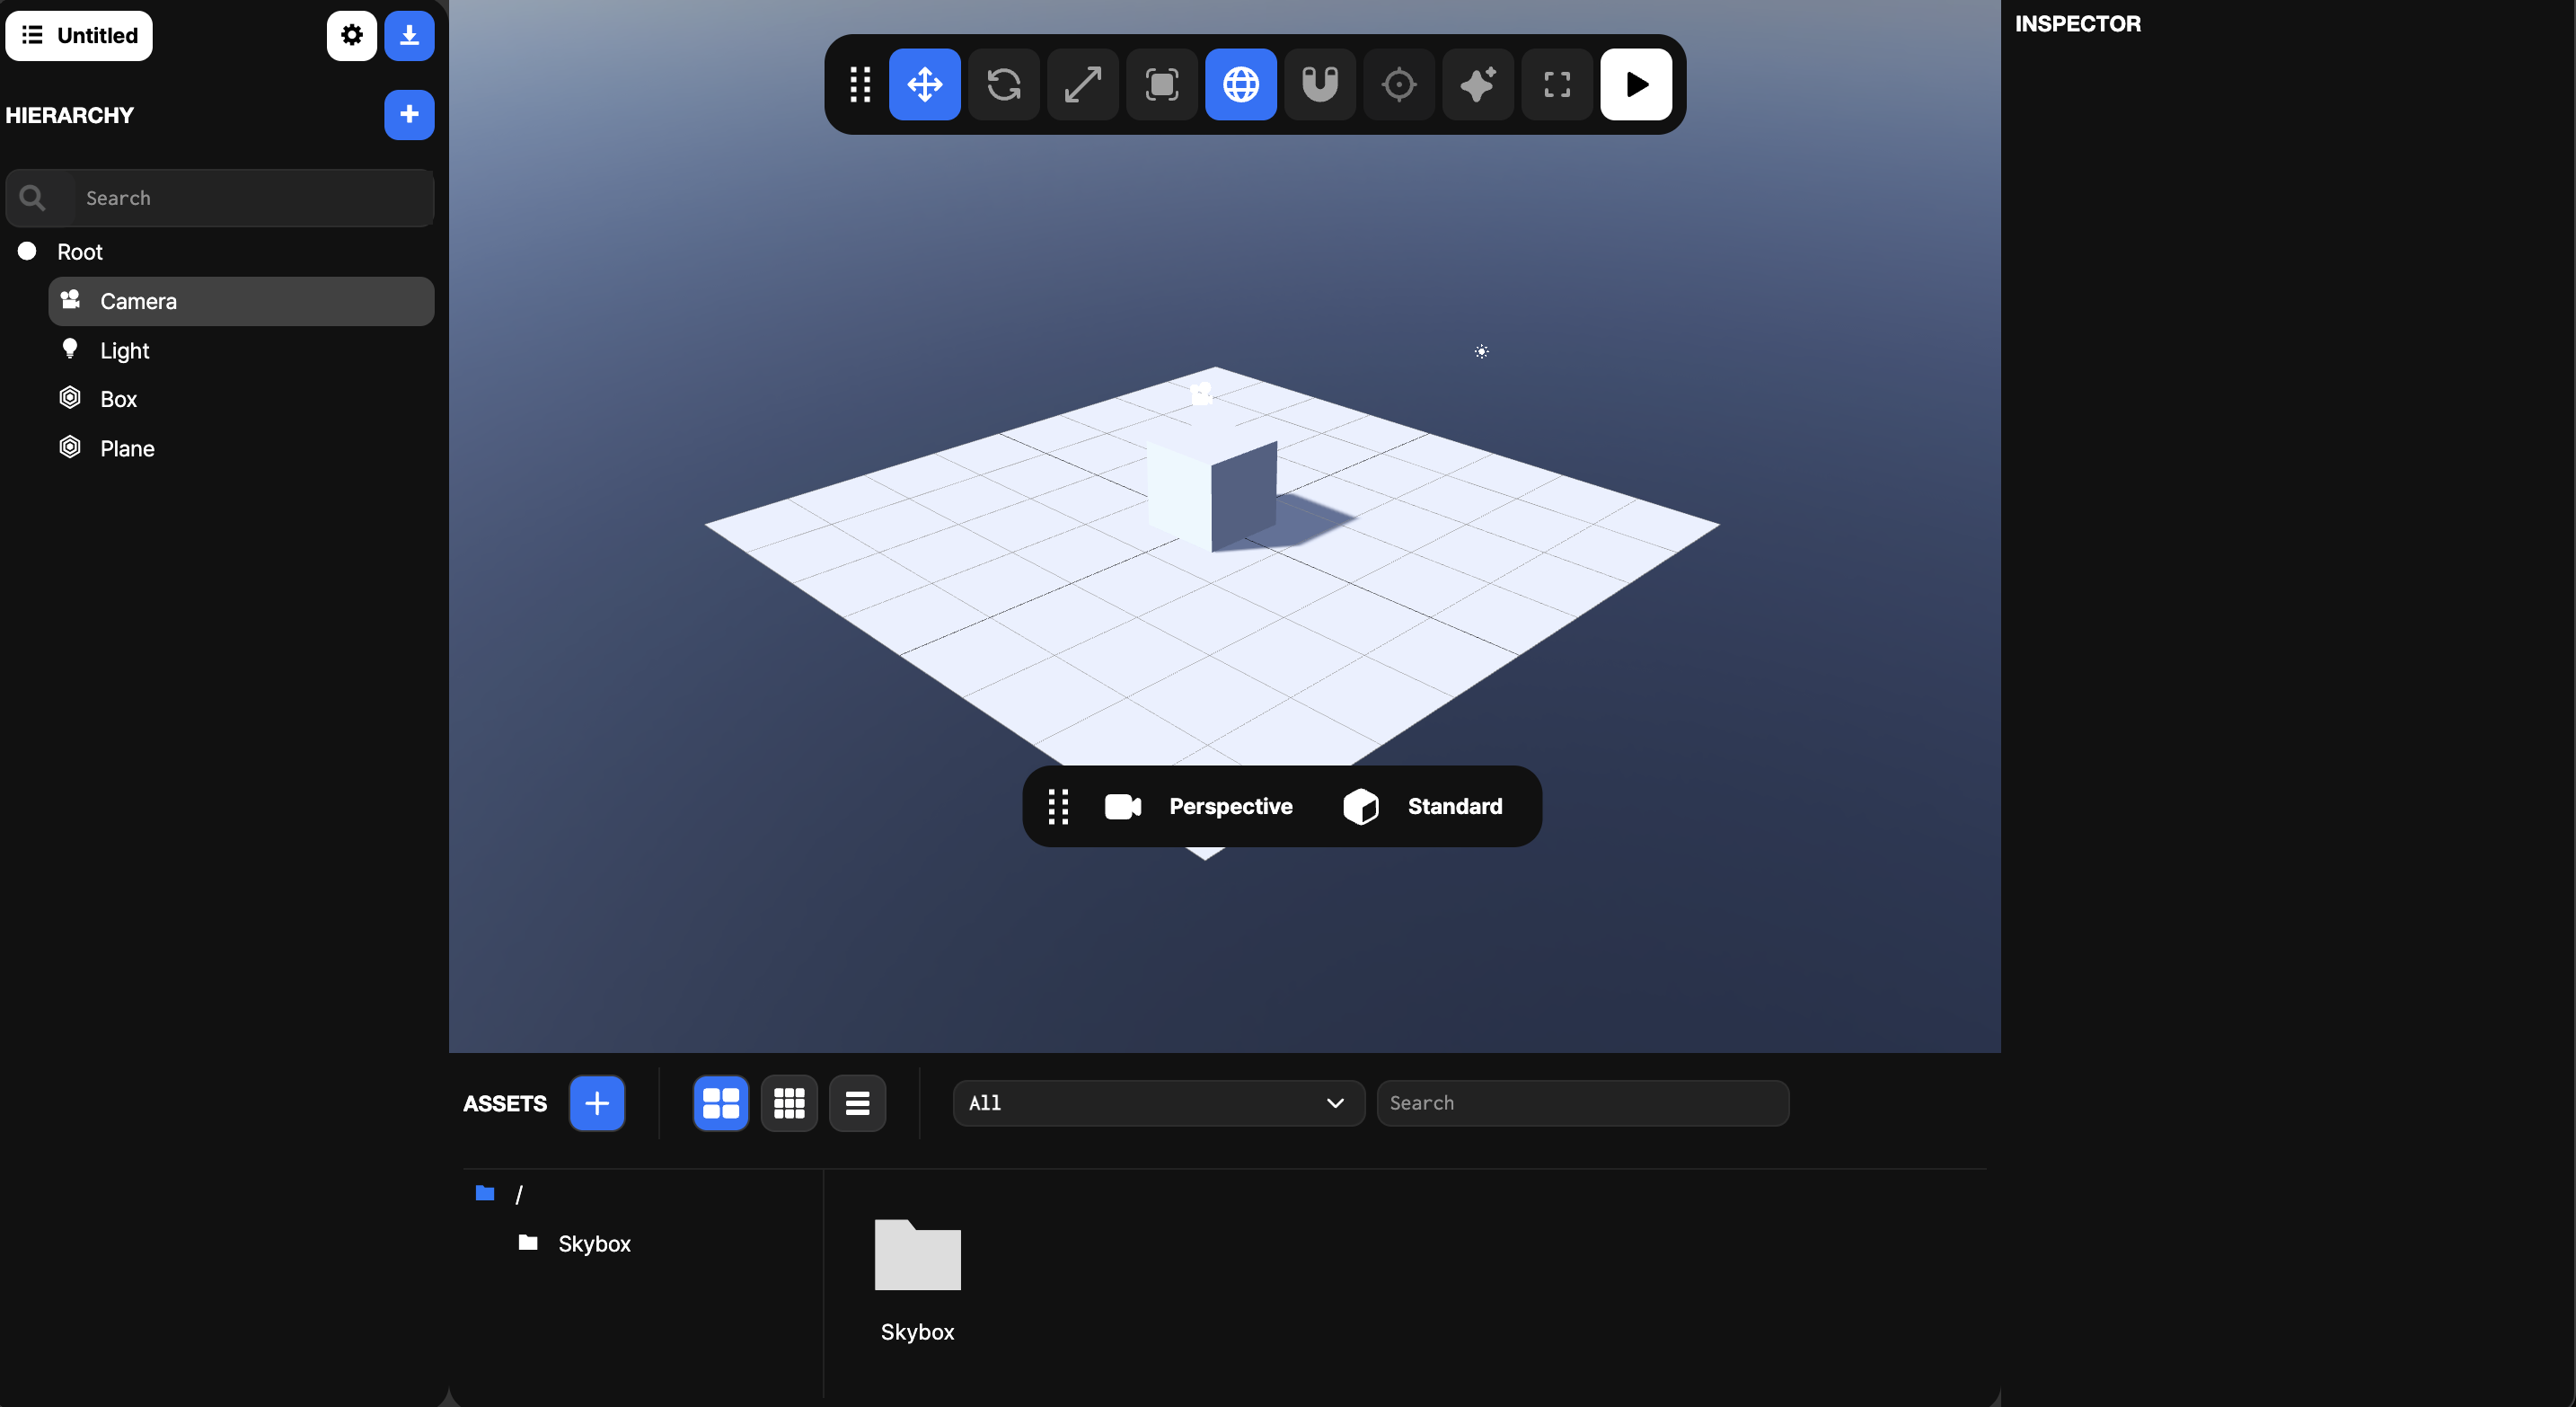 Untitled
HIERARCHY
Search
Root
Camera
Light
Box
Plane
Perspective
Standard
ASSETS
All
Search
/
Skybox
Skybox
INSPECTOR